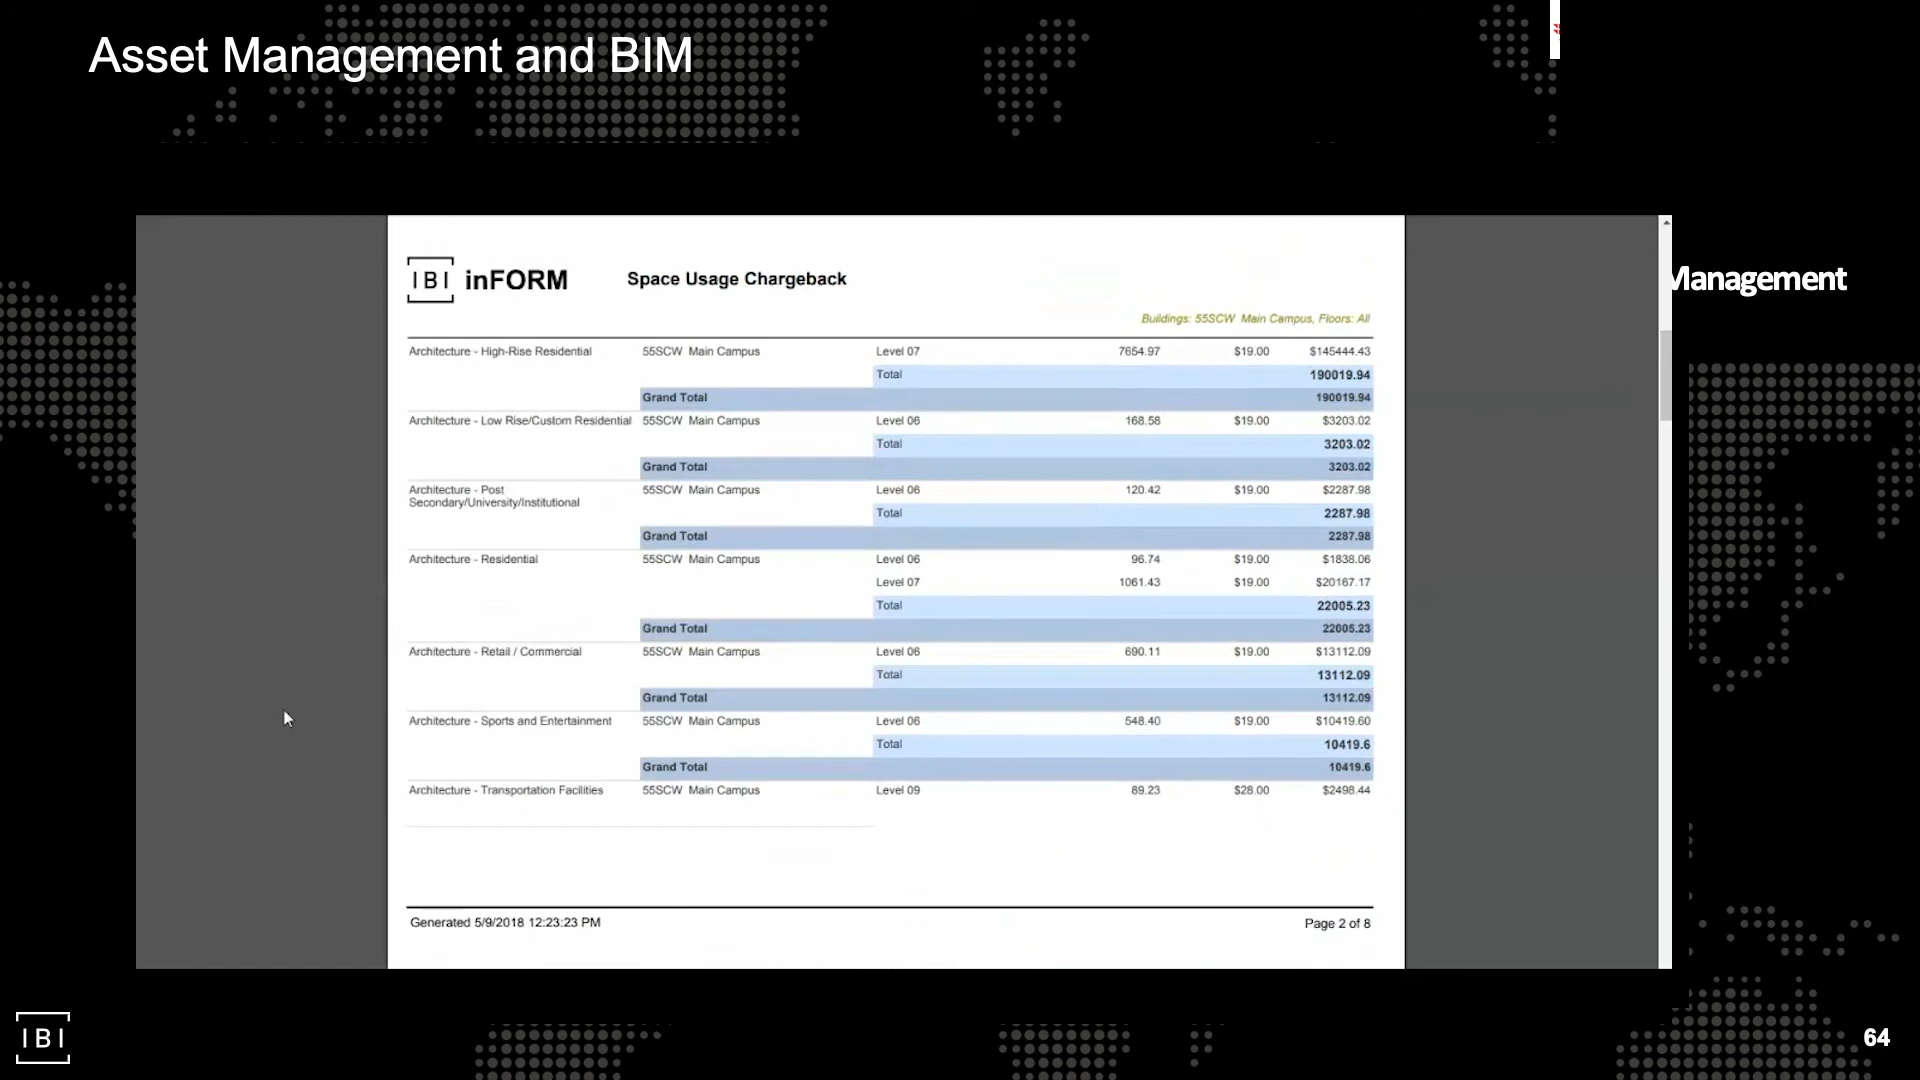 Asset Management and BIM
Management
IBI inFORM Space Usage Chargeback
Buildings: 55SCW Main Campus, Floors: All
Architecture - High-Rise Residential 55SCW Main Campus Level 07 7654.97 $19.00 $145444.43
Total 190019.94
Grand Total 190019.94
Architecture - Low Rise/Custom Residential 55SCW Main Campus Level 06 168.58 $19.00 $3203.02
Total 3203.02
Grand Total 3203.02
Architecture - Post 55SCW Main Campus Level 06 120.42 $19.00 $2287.98
Secondary/University/Institutional
Total 2287.98
Grand Total 2287.98
Architecture - Residential 55SCW Main Campus Level 06 96.74 $19.00 $1838.06
Level 07 1061.43 $19.00 $20167.17
Total 22005.23
Grand Total 22005.23
Architecture - Retail / Commercial 55SCW Main Campus Level 06 690.11 $19.00 $13112.09
Total 13112.09
Grand Total 13112.09
Architecture - Sports and Entertainment 55SCW Main Campus Level 06 548.40 $19.00 $10419.60
Total 10419.6
Grand Total 10419.6
Architecture - Transportation Facilities 55SCW Main Campus Level 09 89.23 $28.00 $2498.44
Generated 5/9/2018 12:23:23 PM Page 2 of 8
IBI
64